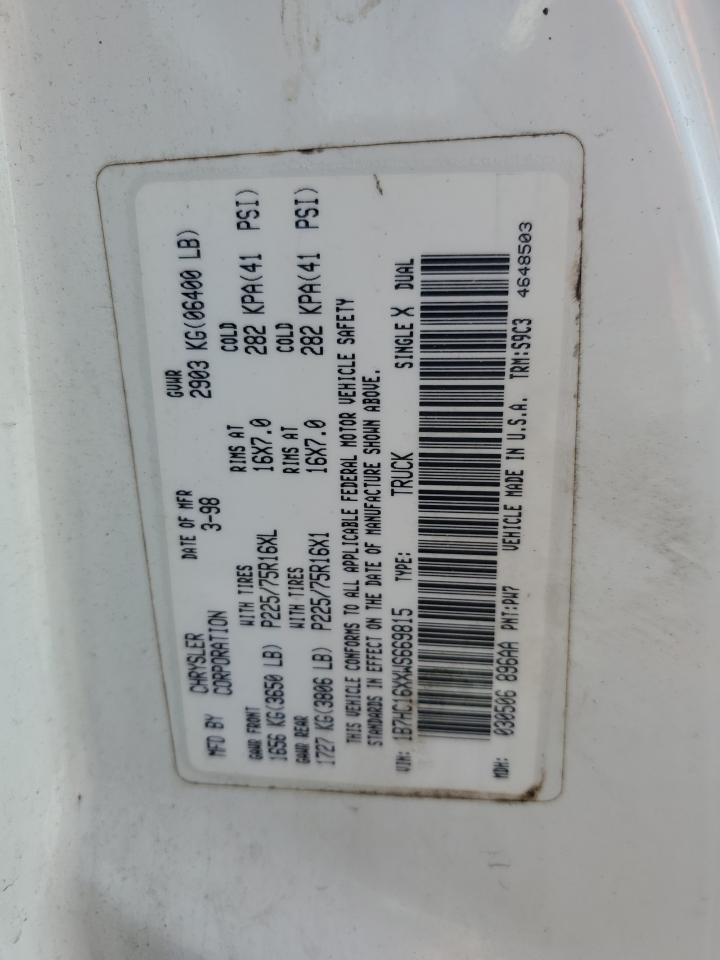 MFD BY CHRYSLER CORPORATION DATE OF MFR 3-98 GVWR 2903 KG(06400 LB)
GAWR FRONT WITH TIRES RIMS AT COLD
1656 KG(3650 LB) P225/75R16XL 16X7.0 282 KPA(41 PSI)
GAWR REAR WITH TIRES RIMS AT COLD
1727 KG(3806 LB) P225/75R16X1 16X7.0 282 KPA(41 PSI)
THIS VEHICLE CONFORMS TO ALL APPLICABLE FEDERAL MOTOR VEHICLE SAFETY
STANDARDS IN EFFECT ON THE DATE OF MANUFACTURE SHOWN ABOVE.
VIN: 1B7HC16XXWS669815 TYPE: TRUCK SINGLE X DUAL
MDH: 030506 896AA PNT:PW7 VEHICLE MADE IN U.S.A. TRM:S9C3 4648503